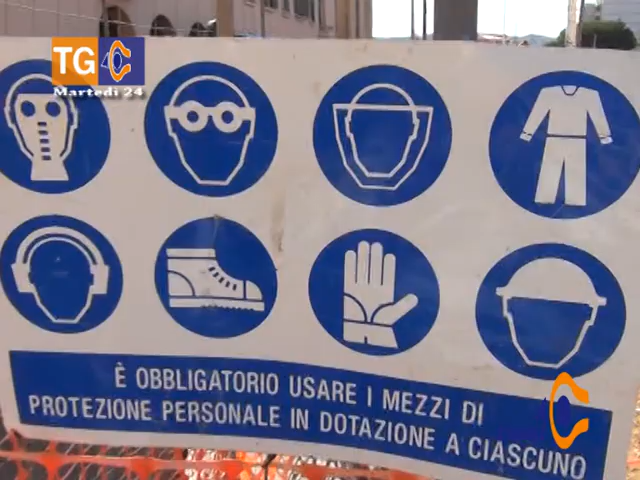 TG
Martedì 24
È OBBLIGATORIO USARE I MEZZI DI
PROTEZIONE PERSONALE IN DOTAZIONE A CIASCUNO